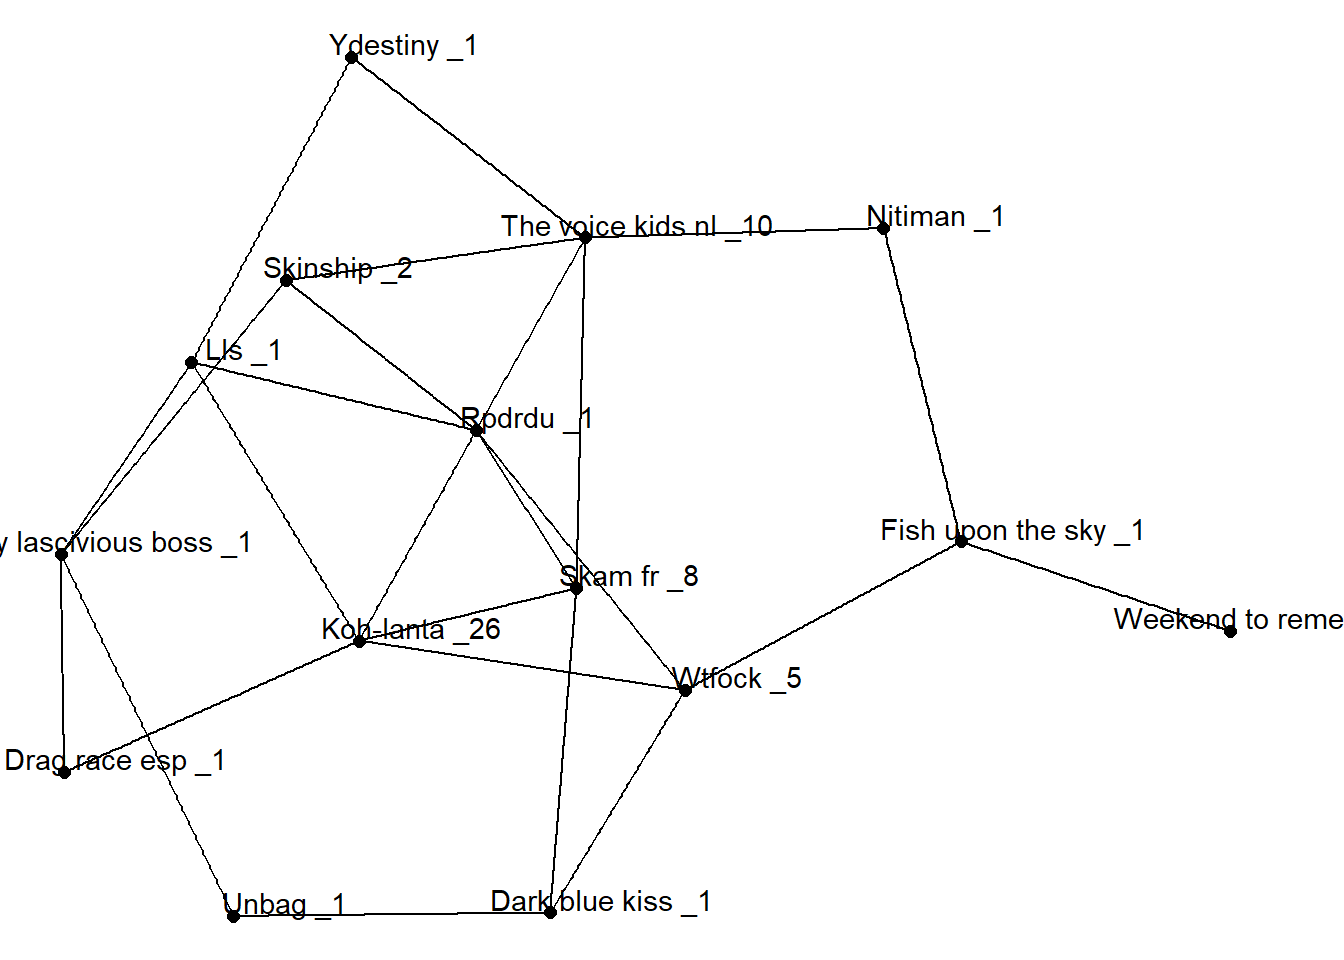 Ydestiny _1
Nitiman _1
The voice kids nl _10
Skinship _2
Lls _1
Rpdrdu _1
Fish upon the sky _1
y lascivious boss _1
Skam fr _8
Weekend to reme
Koh-lanta _26
Wtfock _5
Drag race esp _1
Dark blue kiss _1
Unbag _1